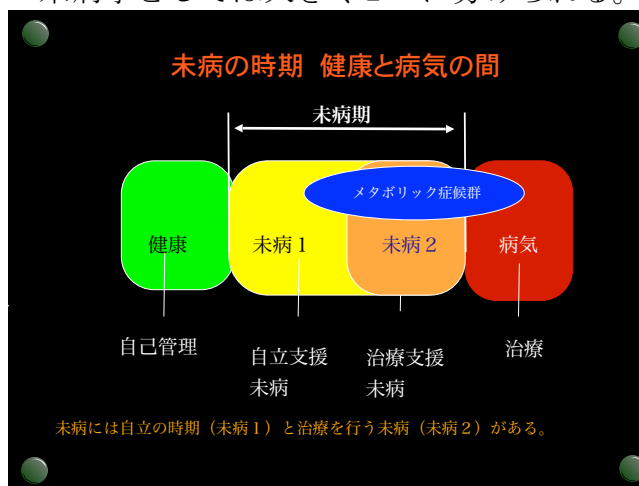 未病の時期 健康と病気の間
未病期
メタボリック症候群
健康
未病１
未病２
病気
自己管理
自立支援
未病
治療支援
未病
治療
未病には自立の時期（未病１）と治療を行う未病（未病２）がある。